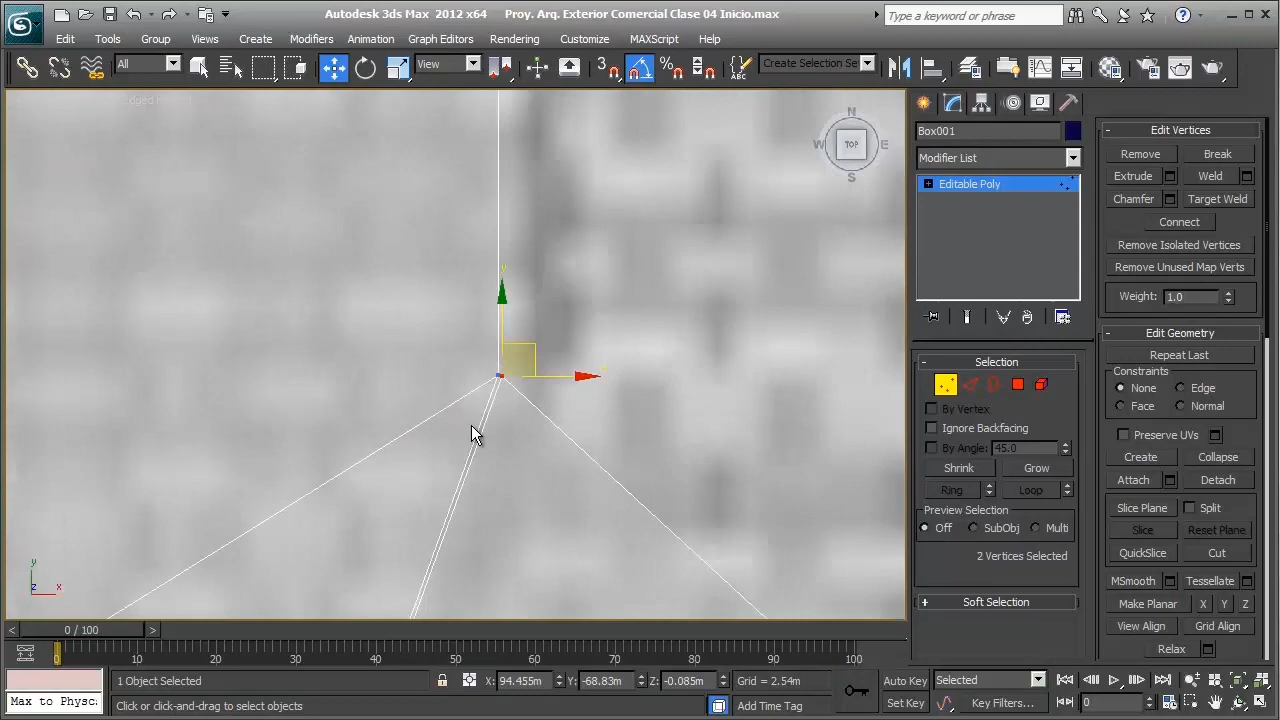 Autodesk 3ds Max 2012 x64 Proy. Arq. Exterior Comercial Clase 04 Inicio.max
Type a keyword or phrase
Edit Tools Group Views Create Modifiers Animation Graph Editors Rendering Customize MAXScript Help
All View 3 Create Selection Se
ABC
N
W TOP E
S
y
y
z x
Box001
Modifier List
Editable Poly
Selection
By Vertex
Ignore Backfacing
By Angle: 45.0
Shrink Grow
Ring Loop
Preview Selection
Off SubObj Multi
2 Vertices Selected
Soft Selection
Edit Vertices
Remove Break
Extrude Weld
Chamfer Target Weld
Connect
Remove Isolated Vertices
Remove Unused Map Verts
Weight: 1.0
Edit Geometry
Repeat Last
Constraints
None Edge
Face Normal
Preserve UVs
Create Collapse
Attach Detach
Slice Plane Split
Slice Reset Plane
QuickSlice Cut
MSmooth Tessellate
Make Planar X Y Z
View Align Grid Align
Relax
< 0 / 100 >
0 10 20 30 40 50 60 70 80 90 100
1 Object Selected X: 94.455m Y: -68.83m Z: -0.085m Grid = 2.54m Auto Key Selected
Max to Physc. Click or click-and-drag to select objects Add Time Tag Set Key Key Filters... 0